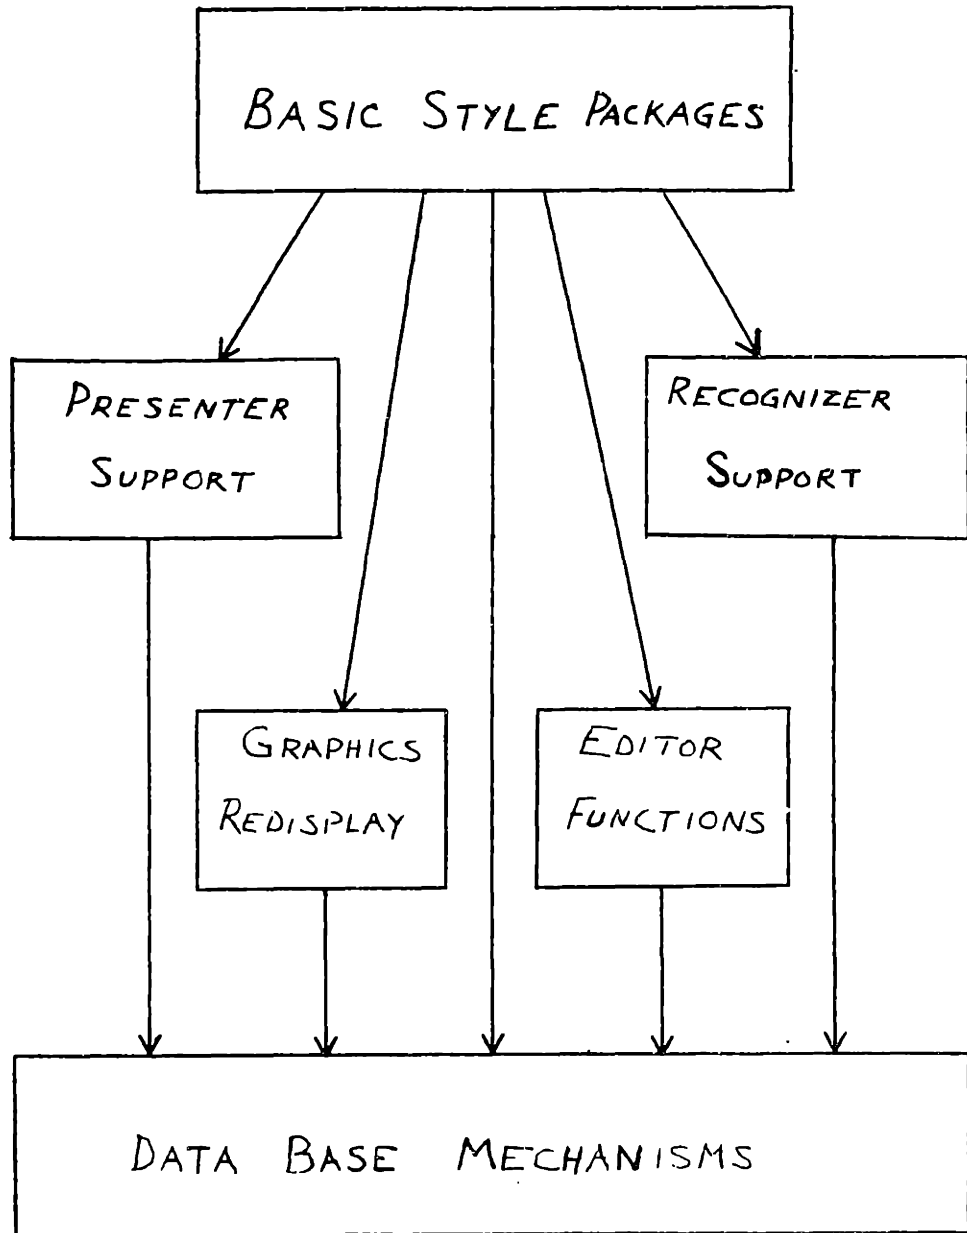 BASIC STYLE PACKAGES
PRESENTER
SUPPORT
RECOGNIZER
SUPPORT
GRAPHICS
REDISPLAY
EDITOR
FUNCTIONS
DATA BASE MECHANISMS